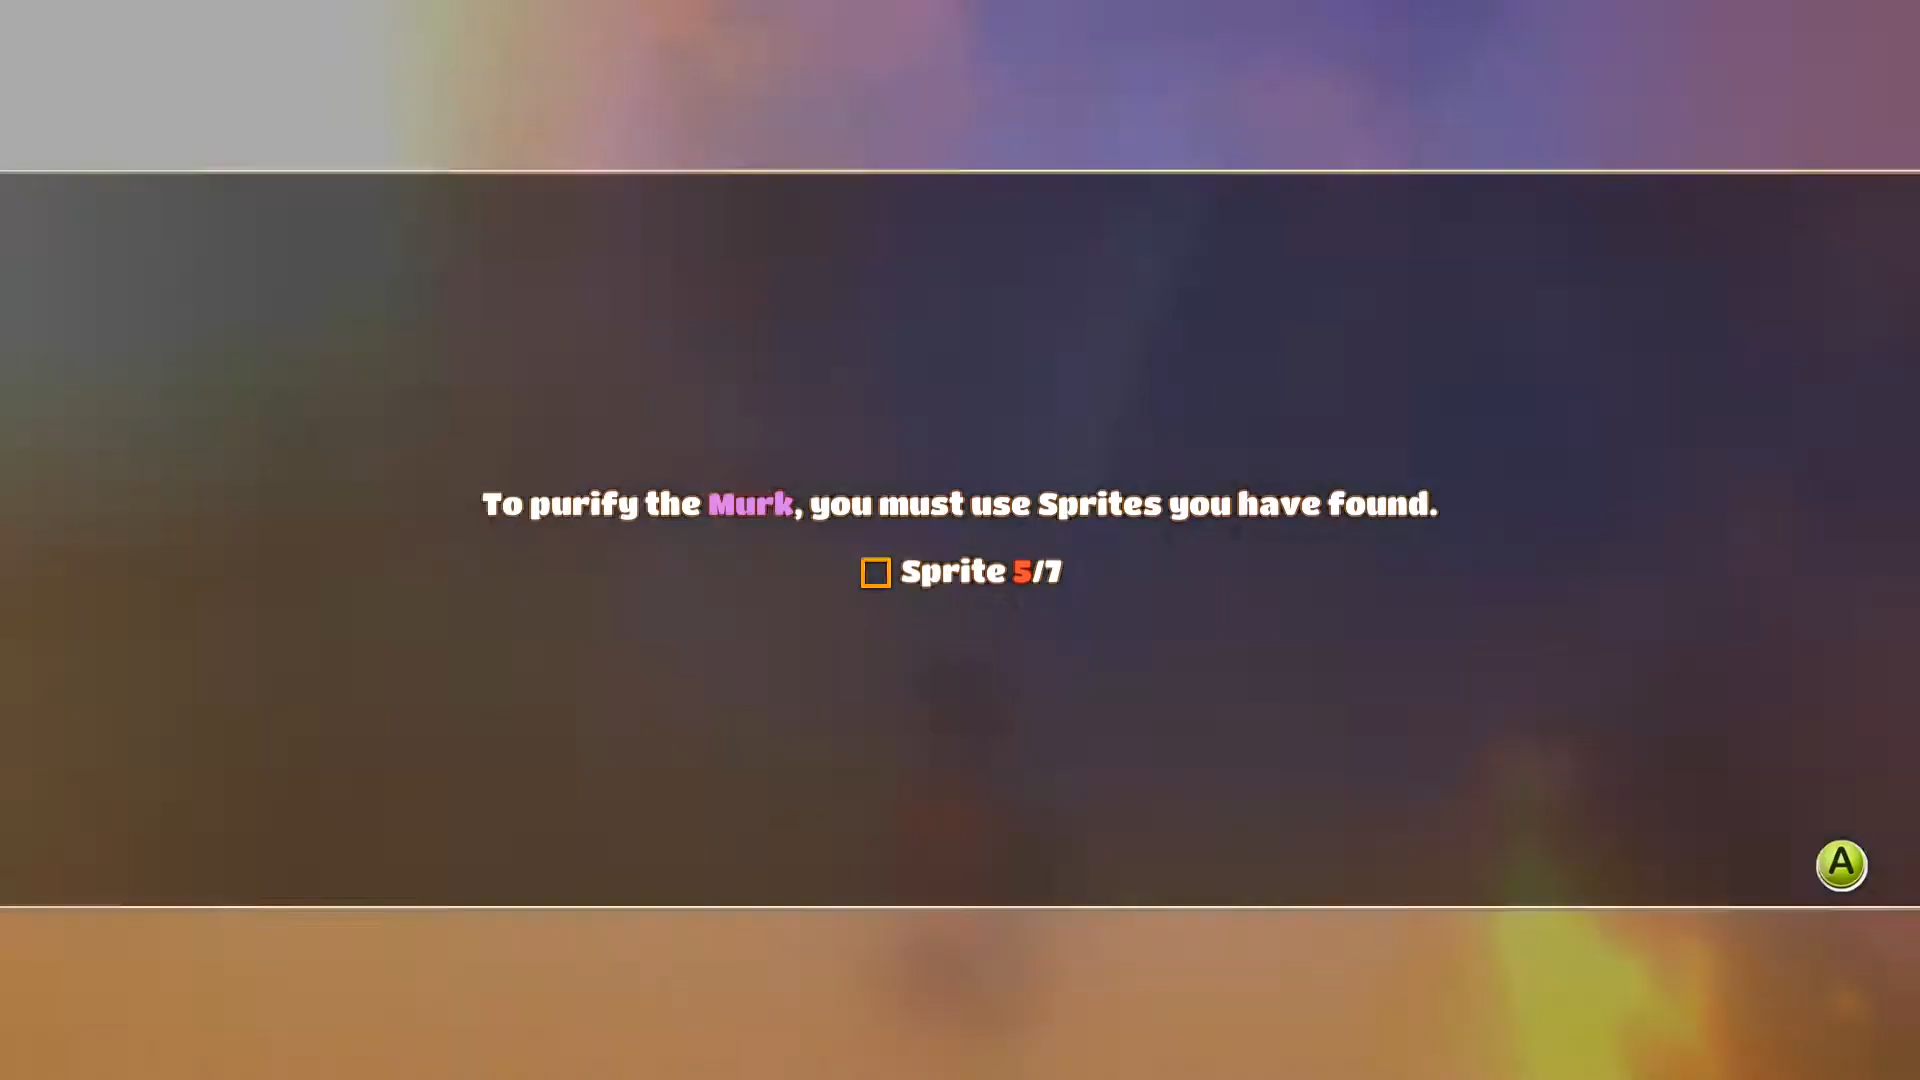 To purify the Murk, you must use Sprites you have found.
Sprite 5/7
A